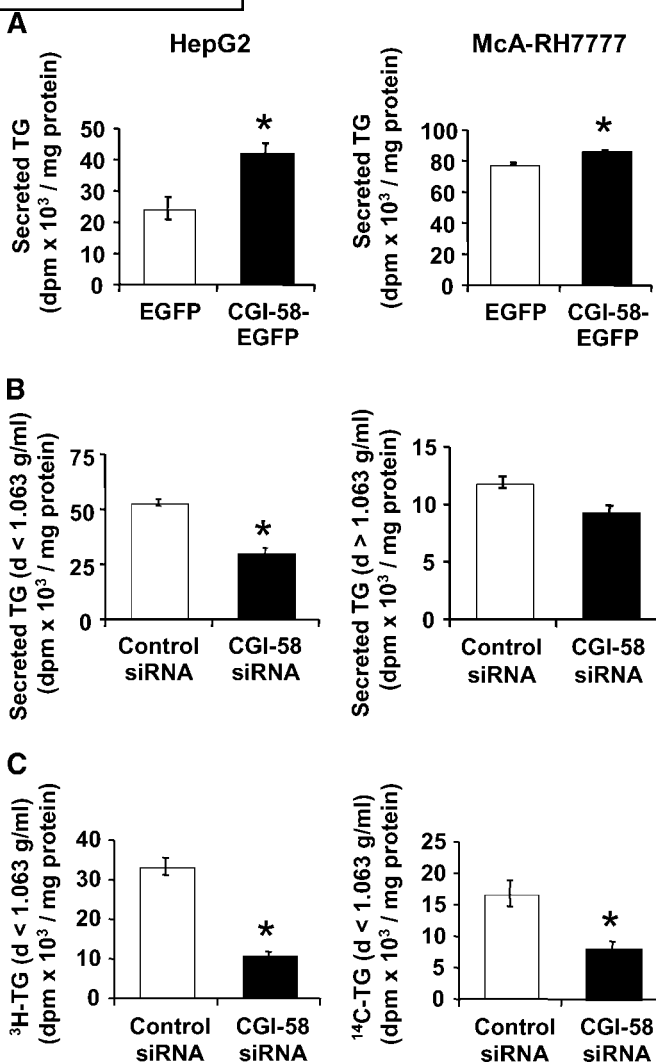 A
HepG2
McA-RH7777
Secreted TG
(dpm x 10³ / mg protein)
50
40
30
20
10
0
*
EGFP
CGI-58-
EGFP
Secreted TG
(dpm x 10³ / mg protein)
100
80
60
40
20
0
*
EGFP
CGI-58-
EGFP
B
Secreted TG (d < 1.063 g/ml)
(dpm x 10³ / mg protein)
75
50
25
0
*
Control
siRNA
CGI-58
siRNA
Secreted TG (d > 1.063 g/ml)
(dpm x 10³ / mg protein)
15
10
5
0
Control
siRNA
CGI-58
siRNA
C
³H-TG (d < 1.063 g/ml)
(dpm x 10³ / mg protein)
40
30
20
10
0
*
Control
siRNA
CGI-58
siRNA
¹⁴C-TG (d < 1.063 g/ml)
(dpm x 10³ / mg protein)
25
20
15
10
5
0
*
Control
siRNA
CGI-58
siRNA